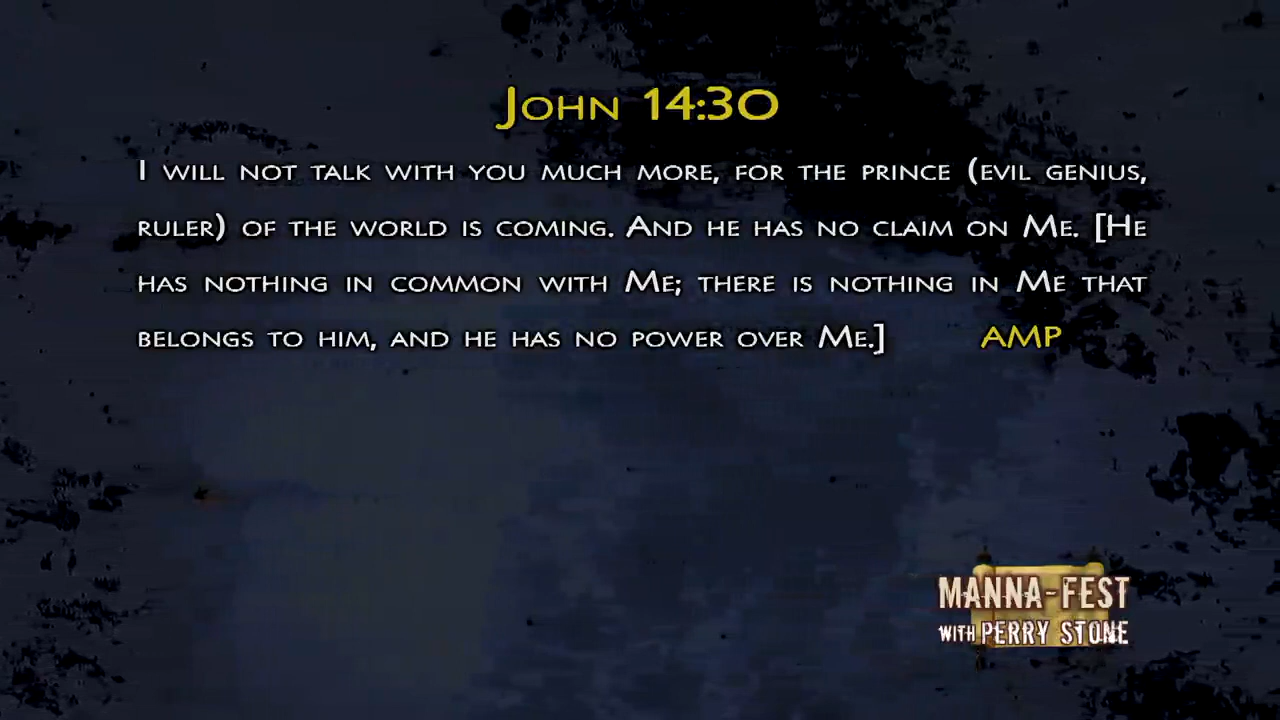 John 14:30
I will not talk with you much more, for the prince (evil genius,
ruler) of the world is coming. And he has no claim on Me. [He
has nothing in common with Me; there is nothing in Me that
belongs to him, and he has no power over Me.] AMP
MANNA-FEST
WITH PERRY STONE